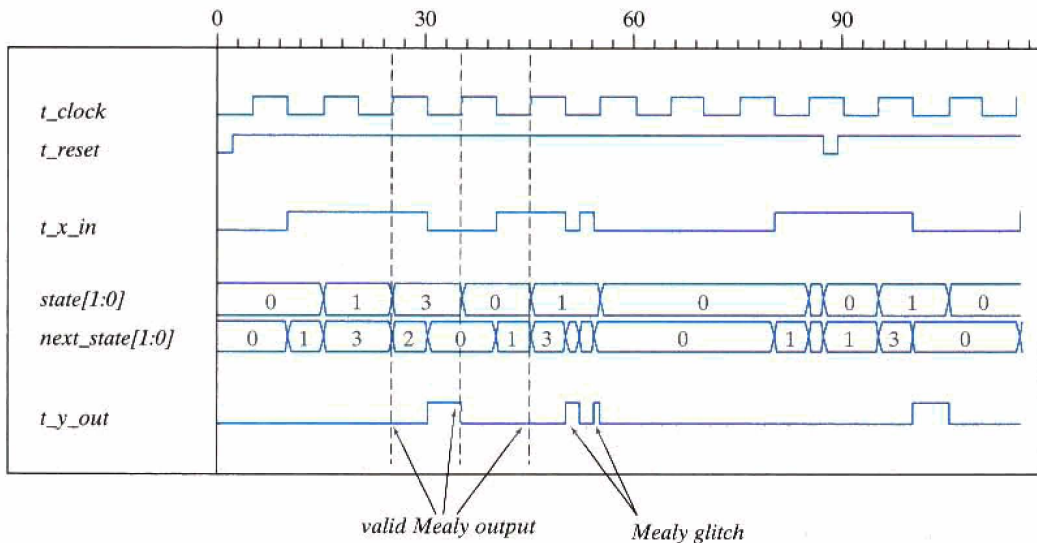 0 30 60 90
t_clock
t_reset
t_x_in
state[1:0] 0 1 3 0 1 0 0 1 0
next_state[1:0] 0 1 3 2 0 1 3 0 1 1 3 0
t_y_out
valid Mealy output
Mealy glitch